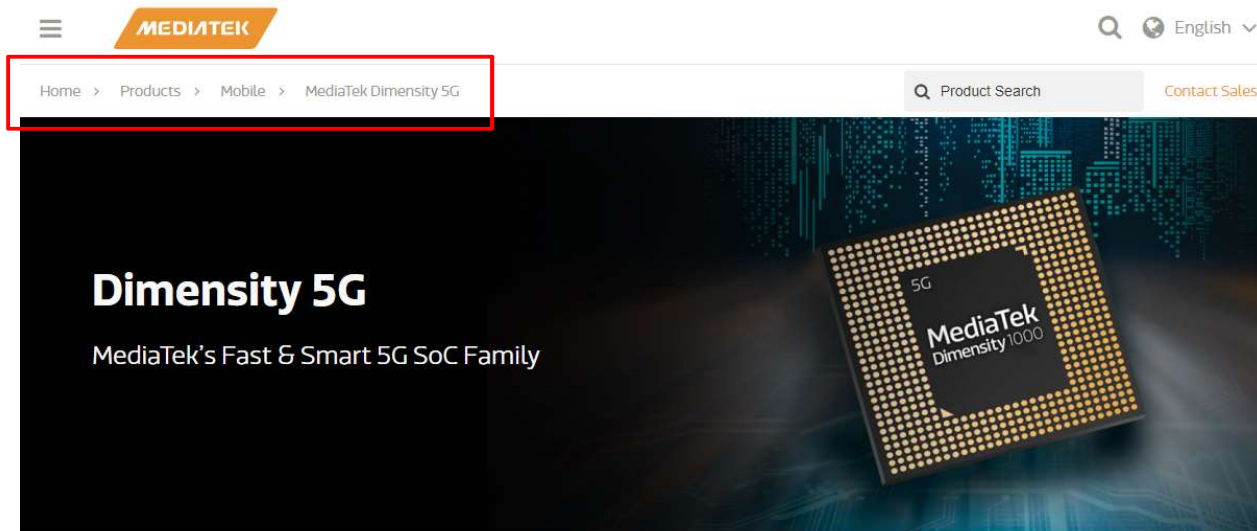 MEDIATEK
English
Home > Products > Mobile > MediaTek Dimensity 5G
Product Search
Contact Sales
Dimensity 5G
MediaTek's Fast & Smart 5G SoC Family
5G
MediaTek
Dimensity 1000